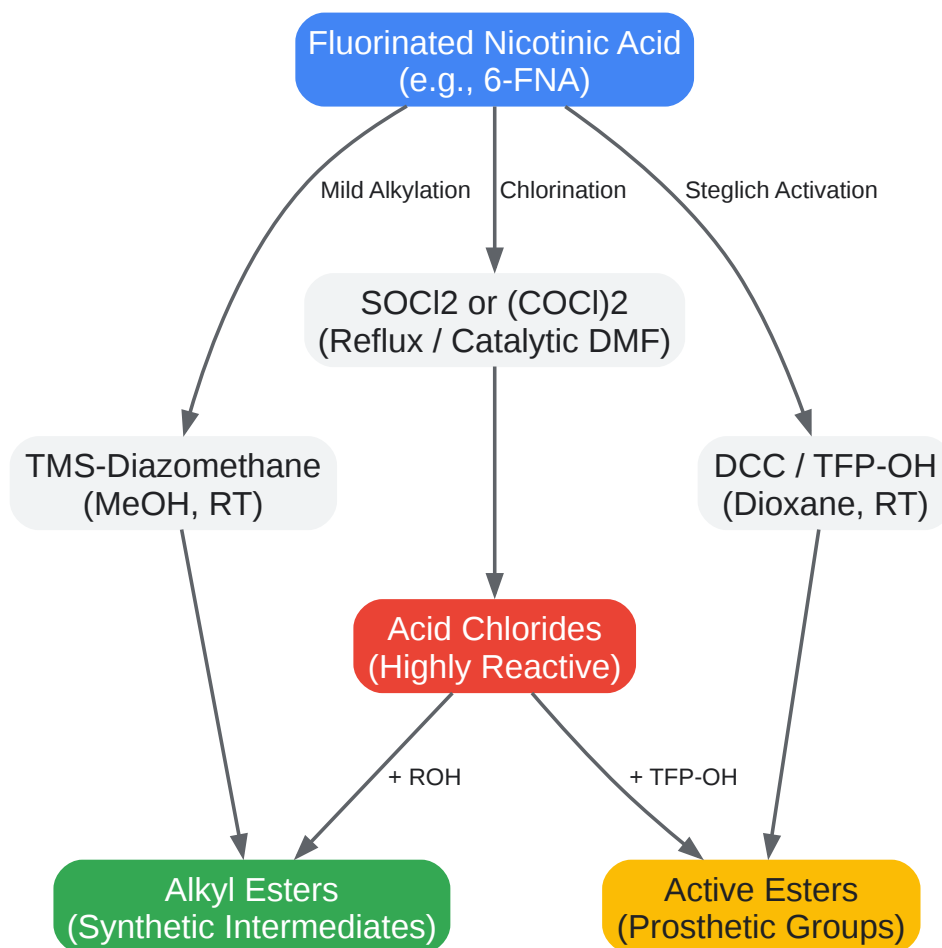 Fluorinated Nicotinic Acid
(e.g., 6-FNA)
Mild Alkylation
Chlorination
Steglich Activation
SOCl2 or (COCl)2
(Reflux / Catalytic DMF)
TMS-Diazomethane
(MeOH, RT)
DCC / TFP-OH
(Dioxane, RT)
Acid Chlorides
(Highly Reactive)
+ ROH
+ TFP-OH
Alkyl Esters
(Synthetic Intermediates)
Active Esters
(Prosthetic Groups)